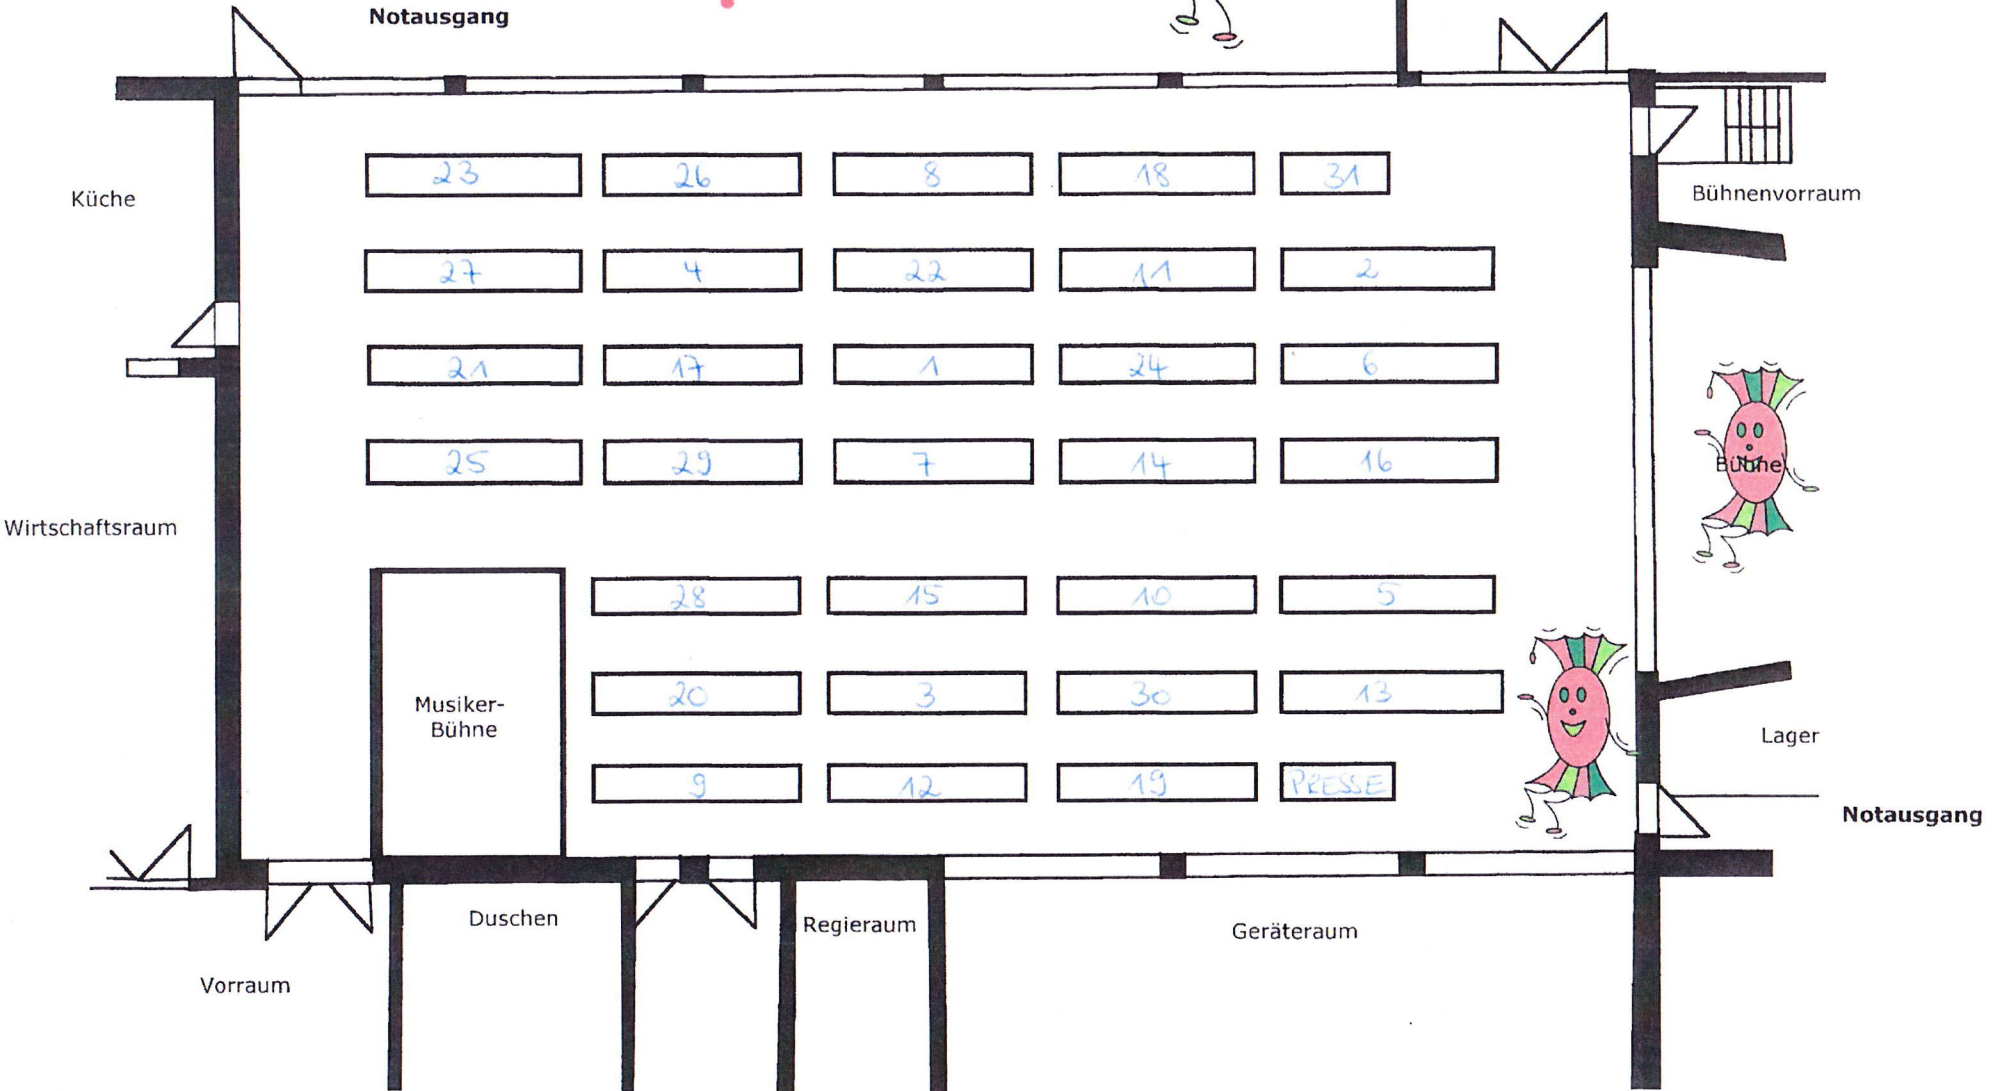 Notausgang
23 26 8 18 31
Küche
Bühnenvorraum
27 4 22 11 2
21 17 1 24 6
25 29 7 14 16
Bühne
Wirtschaftsraum
28 15 10 5
20 3 30 13
Musiker-
Bühne
Lager
9 12 19 PRESSE
Notausgang
Duschen
Regieraum
Geräteraum
Vorraum